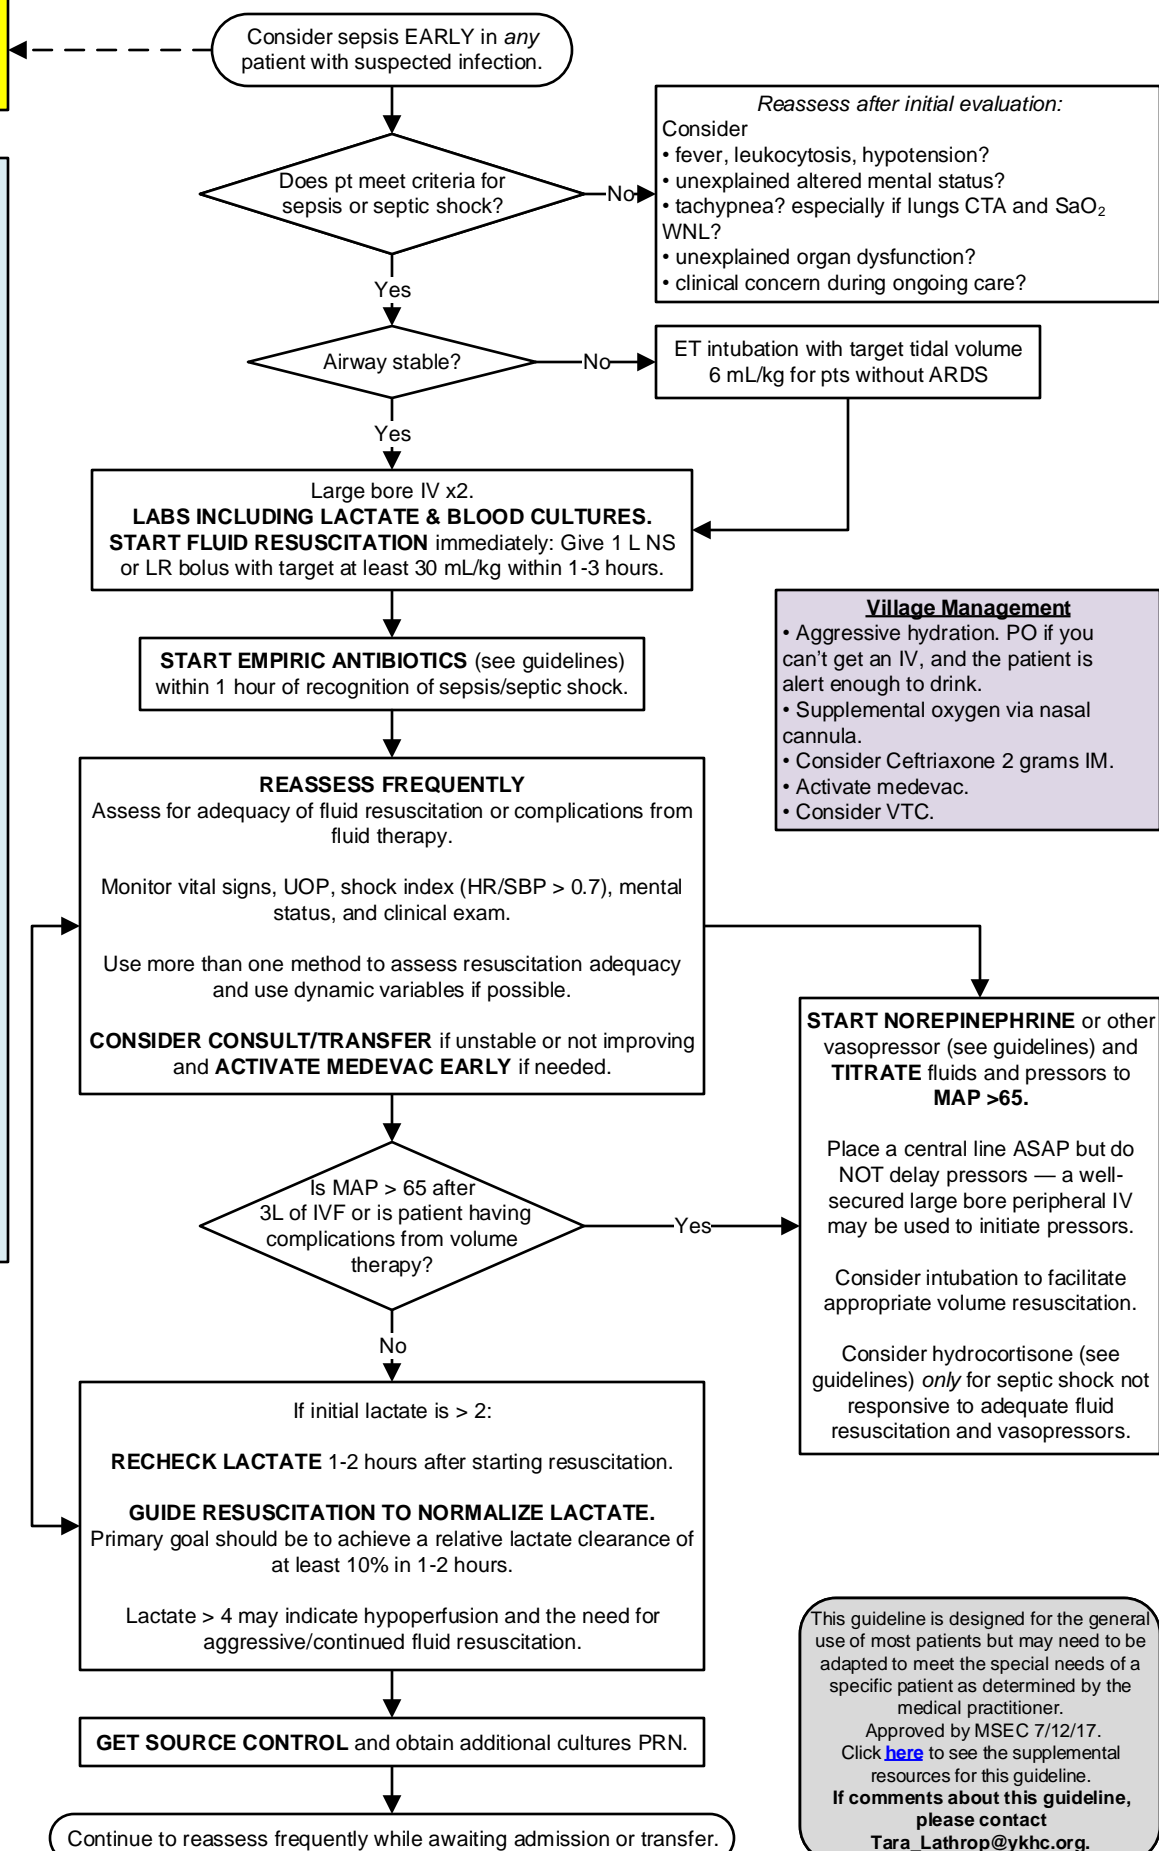 Consider sepsis EARLY in any
patient with suspected infection.
Does pt meet criteria for
sepsis or septic shock?
No
Reassess after initial evaluation:
Consider
• fever, leukocytosis, hypotension?
• unexplained altered mental status?
• tachypnea? especially if lungs CTA and SaO2
WNL?
• unexplained organ dysfunction?
• clinical concern during ongoing care?
Yes
Airway stable?
No
ET intubation with target tidal volume
6 mL/kg for pts without ARDS
Yes
Large bore IV x2.
LABS INCLUDING LACTATE & BLOOD CULTURES.
START FLUID RESUSCITATION immediately: Give 1 L NS
or LR bolus with target at least 30 mL/kg within 1-3 hours.
START EMPIRIC ANTIBIOTICS (see guidelines)
within 1 hour of recognition of sepsis/septic shock.
Village Management
• Aggressive hydration. PO if you
can't get an IV, and the patient is
alert enough to drink.
• Supplemental oxygen via nasal
cannula.
• Consider Ceftriaxone 2 grams IM.
• Activate medevac.
• Consider VTC.
REASSESS FREQUENTLY
Assess for adequacy of fluid resuscitation or complications from
fluid therapy.
Monitor vital signs, UOP, shock index (HR/SBP > 0.7), mental
status, and clinical exam.
Use more than one method to assess resuscitation adequacy
and use dynamic variables if possible.
CONSIDER CONSULT/TRANSFER if unstable or not improving
and ACTIVATE MEDEVAC EARLY if needed.
Is MAP > 65 after
3L of IVF or is patient having
complications from volume
therapy?
Yes
START NOREPINEPHRINE or other
vasopressor (see guidelines) and
TITRATE fluids and pressors to
MAP >65.
Place a central line ASAP but do
NOT delay pressors — a well-
secured large bore peripheral IV
may be used to initiate pressors.
Consider intubation to facilitate
appropriate volume resuscitation.
Consider hydrocortisone (see
guidelines) only for septic shock not
responsive to adequate fluid
resuscitation and vasopressors.
No
If initial lactate is > 2:
RECHECK LACTATE 1-2 hours after starting resuscitation.
GUIDE RESUSCITATION TO NORMALIZE LACTATE.
Primary goal should be to achieve a relative lactate clearance of
at least 10% in 1-2 hours.
Lactate > 4 may indicate hypoperfusion and the need for
aggressive/continued fluid resuscitation.
GET SOURCE CONTROL and obtain additional cultures PRN.
Continue to reassess frequently while awaiting admission or transfer.
This guideline is designed for the general
use of most patients but may need to be
adapted to meet the special needs of a
specific patient as determined by the
medical practitioner.
Approved by MSEC 7/12/17.
Click here to see the supplemental
resources for this guideline.
If comments about this guideline,
please contact
Tara_Lathrop@ykhc.org.